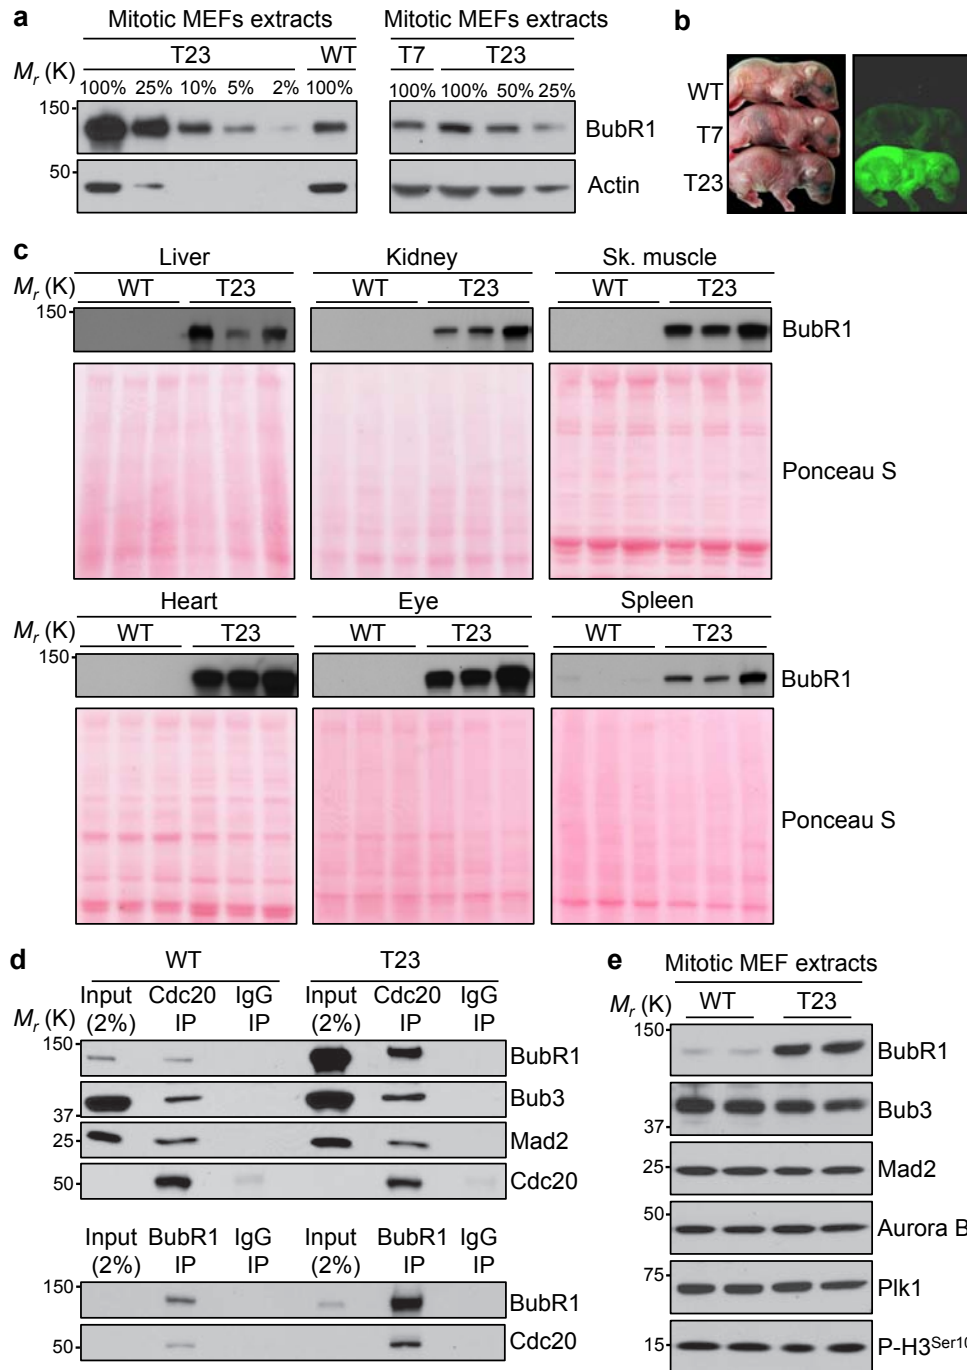 a
Mitotic MEFs extracts
Mitotic MEFs extracts
T23 WT
T7 T23
Mr (K)
100% 25% 10% 5% 2% 100%
100% 100% 50% 25%
150
BubR1
50
Actin
b
WT
T7
T23
c
Liver Kidney Sk. muscle
Mr (K) WT T23 WT T23 WT T23
150
BubR1
Ponceau S
Heart Eye Spleen
Mr (K) WT T23 WT T23 WT T23
150
BubR1
Ponceau S
d
WT T23
Input Cdc20 IgG Input Cdc20 IgG
Mr (K) (2%) IP IP (2%) IP IP
150 BubR1
Bub3
37
25 Mad2
50 Cdc20
Input BubR1 IgG Input BubR1 IgG
(2%) IP IP (2%) IP IP
150 BubR1
50 Cdc20
e
Mitotic MEF extracts
Mr (K) WT T23
150
BubR1
Bub3
37
25 Mad2
50
Aurora B
75
Plk1
15 P-H3Ser10